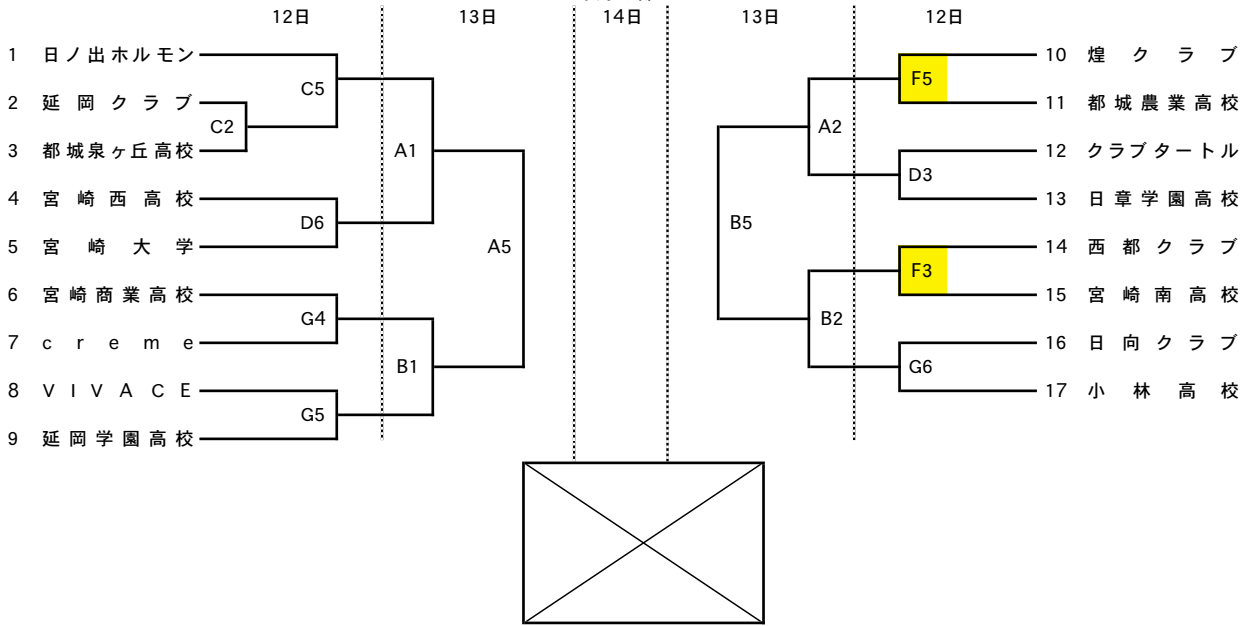 12日 13日 14日 13日 12日
1 日ノ出ホルモン
2 延岡クラブ
3 都城泉ヶ丘高校
4 宮崎西高校
5 宮崎大学
6 宮崎商業高校
7 creme
8 VIVACE
9 延岡学園高校
C5
C2
A1
D6
A5
G4
B1
G5
F5
A2
D3
B5
F3
B2
G6
10 煌クラブ
11 都城農業高校
12 クラブタートル
13 日章学園高校
14 西都クラブ
15 宮崎南高校
16 日向クラブ
17 小林高校